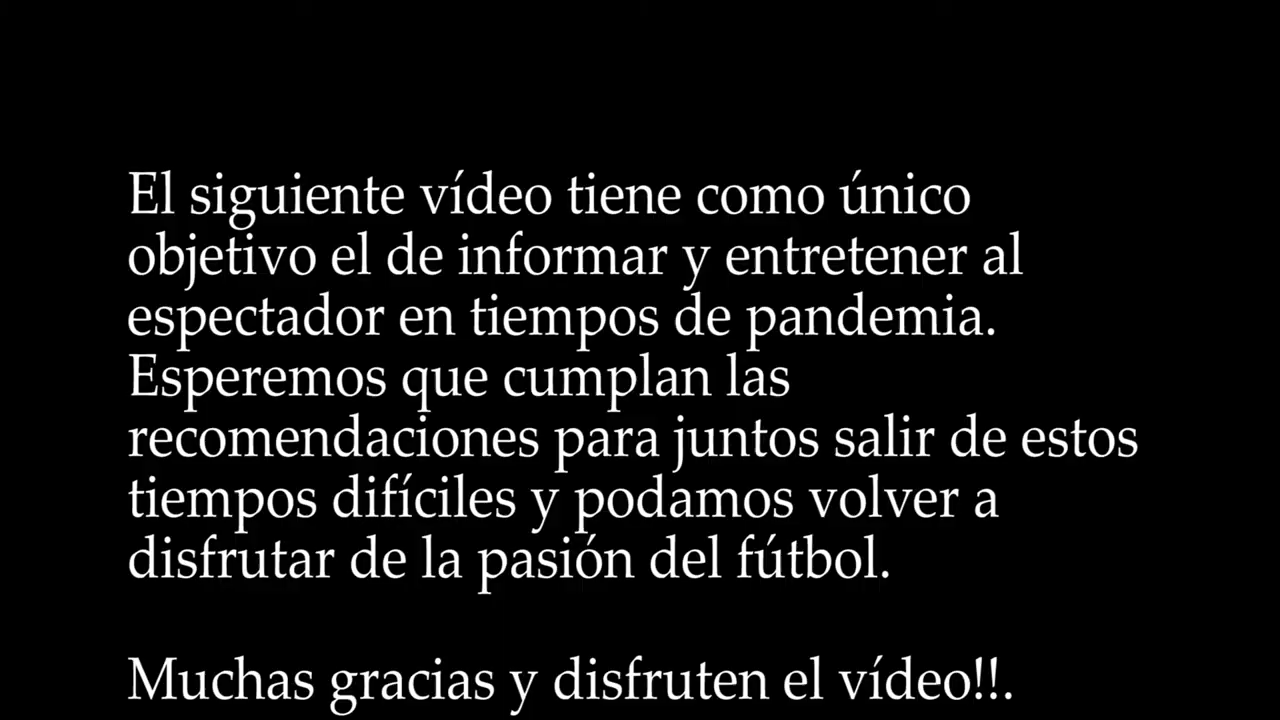 El siguiente vídeo tiene como único
objetivo el de informar y entretener al
espectador en tiempos de pandemia.
Esperemos que cumplan las
recomendaciones para juntos salir de estos
tiempos difíciles y podamos volver a
disfrutar de la pasión del fútbol.
Muchas gracias y disfruten el vídeo!!.